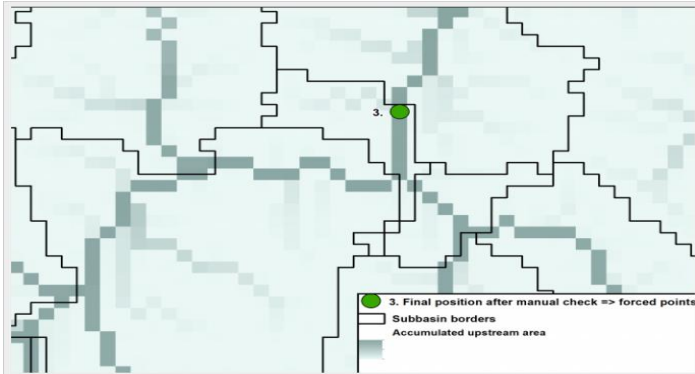 3.
3. Final position after manual check => forced points
Subbasin borders
Accumulated upstream area